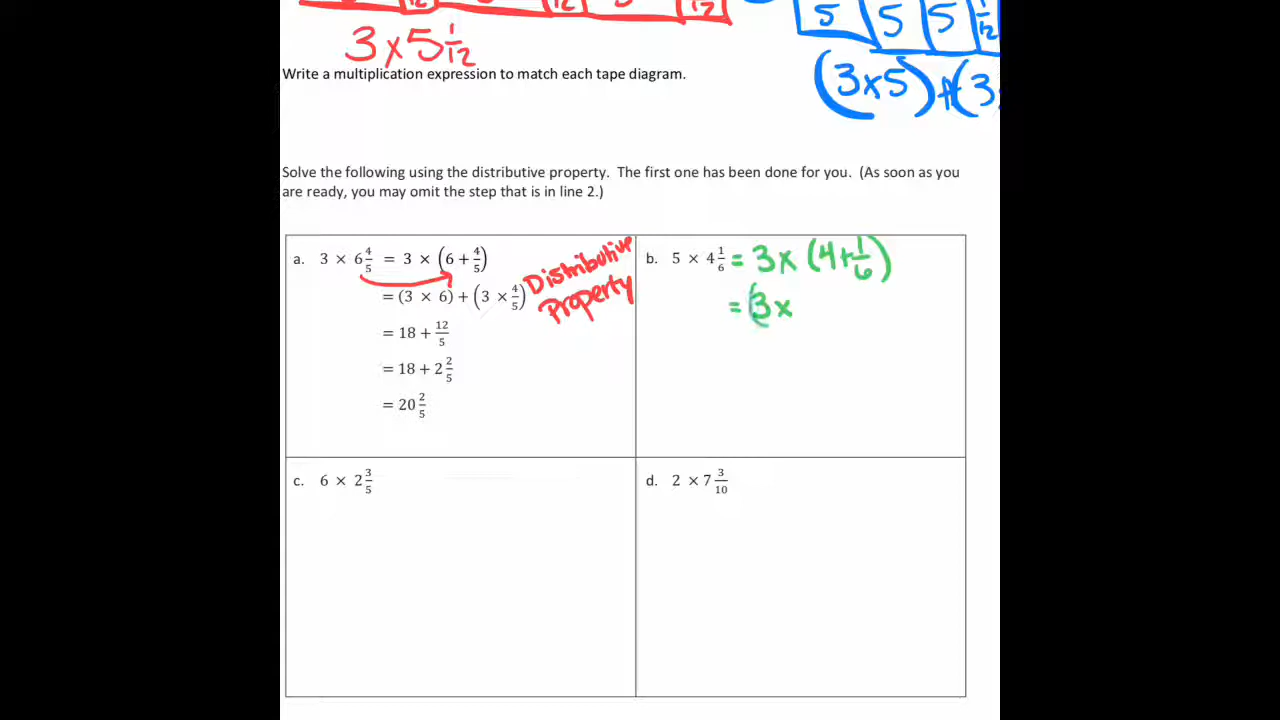 5 5 5 1/12
3 x 5 1/12
(3x5)+(3
Write a multiplication expression to match each tape diagram.
Solve the following using the distributive property. The first one has been done for you. (As soon as you
are ready, you may omit the step that is in line 2.)
a. 3 × 6 4/5 = 3 × (6 + 4/5)
= (3 × 6) + (3 × 4/5)
= 18 + 12/5
= 18 + 2 2/5
= 20 2/5
Distributive
Property
b. 5 × 4 1/6 = 3 x (4+1/6)
= (3 x
c. 6 × 2 3/5
d. 2 × 7 3/10